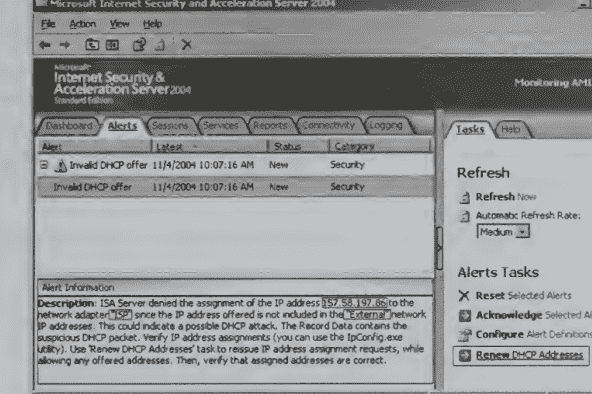 Microsoft Internet Security and Acceleration Server 2004
File Action View Help
Microsoft
Internet Security &
Acceleration Server 2004
Standard Edition
Monitoring AMI
Dashboard Alerts Sessions Services Reports Connectivity Logging
Alert Latest Status Category
Invalid DHCP offer 11/4/2004 10:07:16 AM New Security
Invalid DHCP offer 11/4/2004 10:07:16 AM New Security
Alert Information
Description: ISA Server denied the assignment of the IP address 157.58.197.86 to the
network adapter "ISP" since the IP address offered is not included in the "External" network
IP addresses. This could indicate a possible DHCP attack. The Record Data contains the
suspicious DHCP packet. Verify IP address assignments (you can use the IpConfig.exe
utility). Use 'Renew DHCP Addresses' task to reissue IP address assignment requests, while
allowing any offered addresses. Then, verify that assigned addresses are correct.
Tasks Help
Refresh
Refresh Now
Automatic Refresh Rate:
Medium
Alerts Tasks
Reset Selected Alerts
Acknowledge Selected Al
Configure Alert Definitions
Renew DHCP Addresses